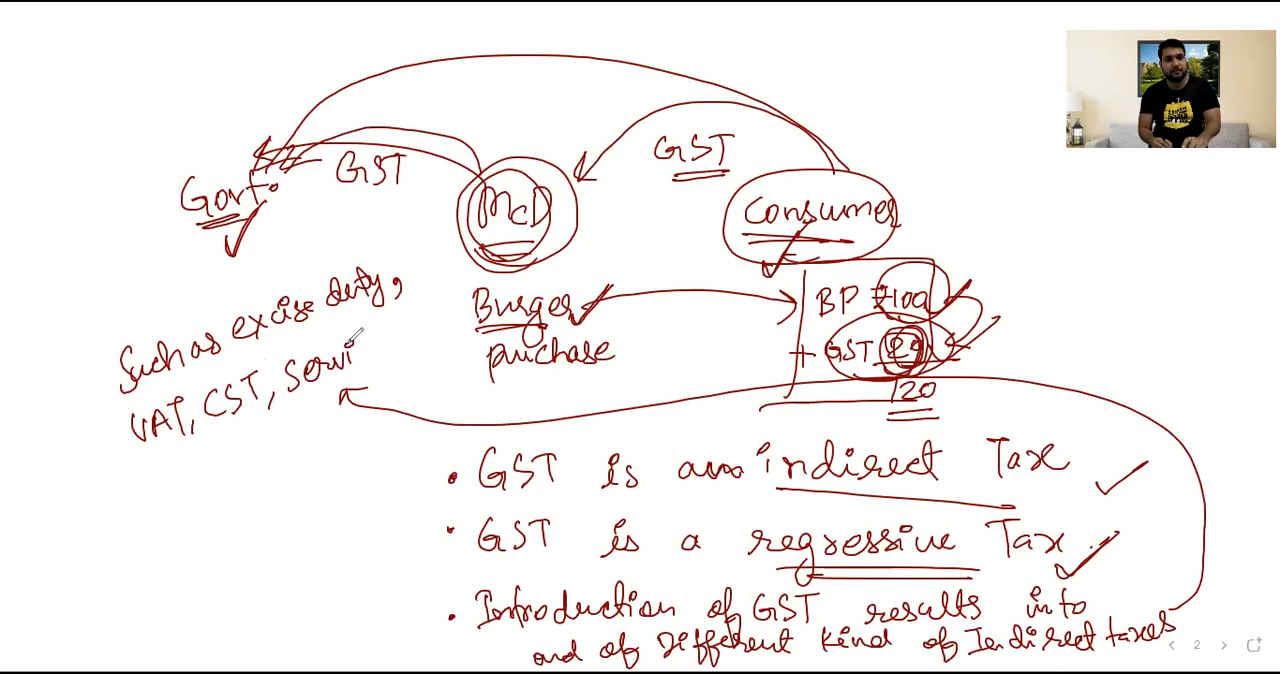 GST
GST
Govt.
McD
Consumer
Burger
purchase
BP ₹100
+ GST 20
120
Such as excise duty,
VAT, CST, Servi
• GST is an indirect Tax
• GST is a regressive Tax
• Introduction of GST results into
and of Different kind of Indirect taxes
2